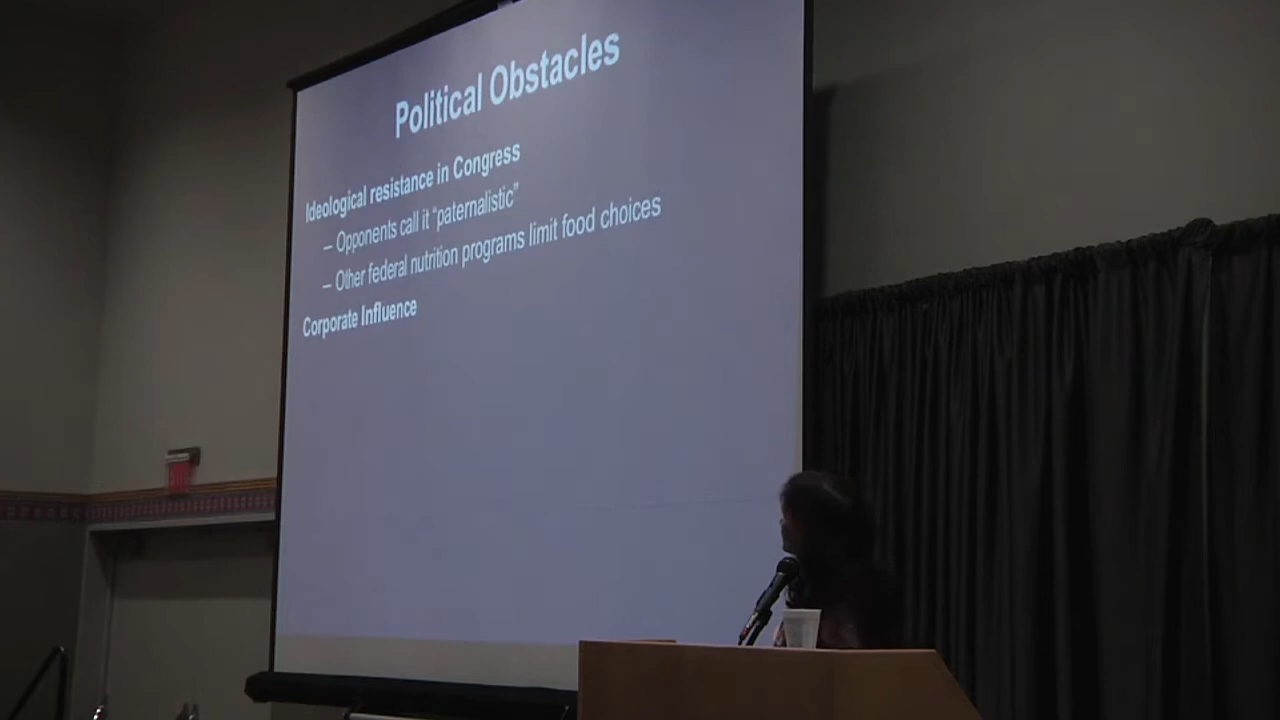 Political Obstacles
Ideological resistance in Congress
– Opponents call it “paternalistic”
– Other federal nutrition programs limit food choices
Corporate Influence